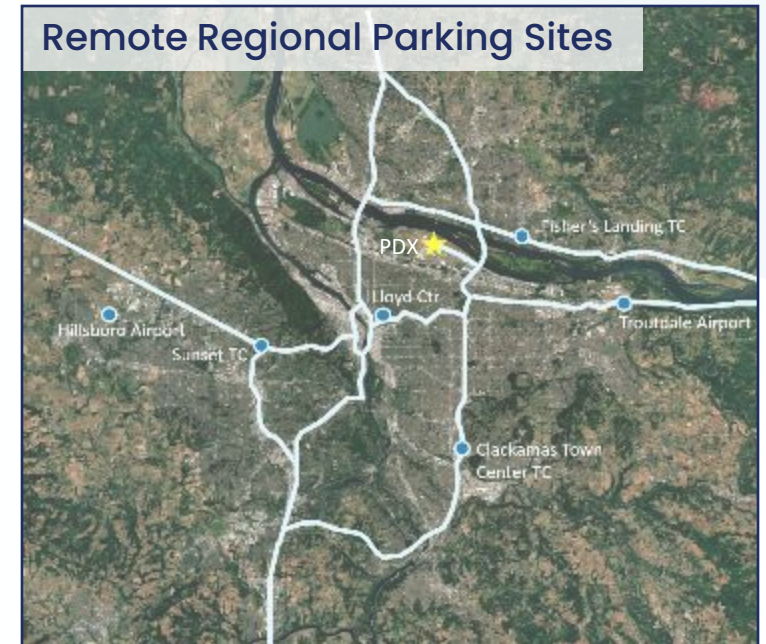 Remote Regional Parking Sites
Fisher's Landing TC
PDX
Lloyd Ctr
Hillsboro Airport
Troutdale Airport
Sunset TC
Clackamas Town
Center TC